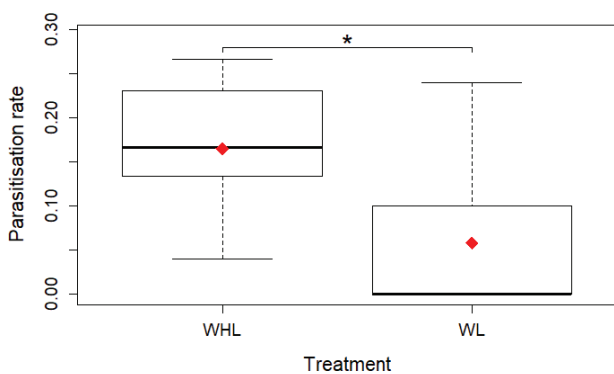 Parasitisation rate
0.30
0.20
0.10
0.00
*
WHL
WL
Treatment